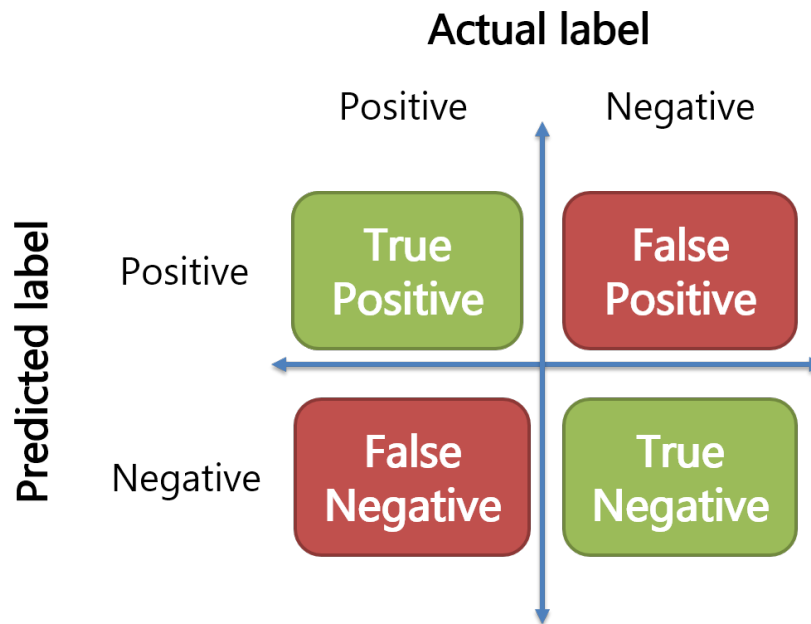 Actual label
Positive
Negative
Predicted label
Positive
True
Positive
False
Positive
Negative
False
Negative
True
Negative